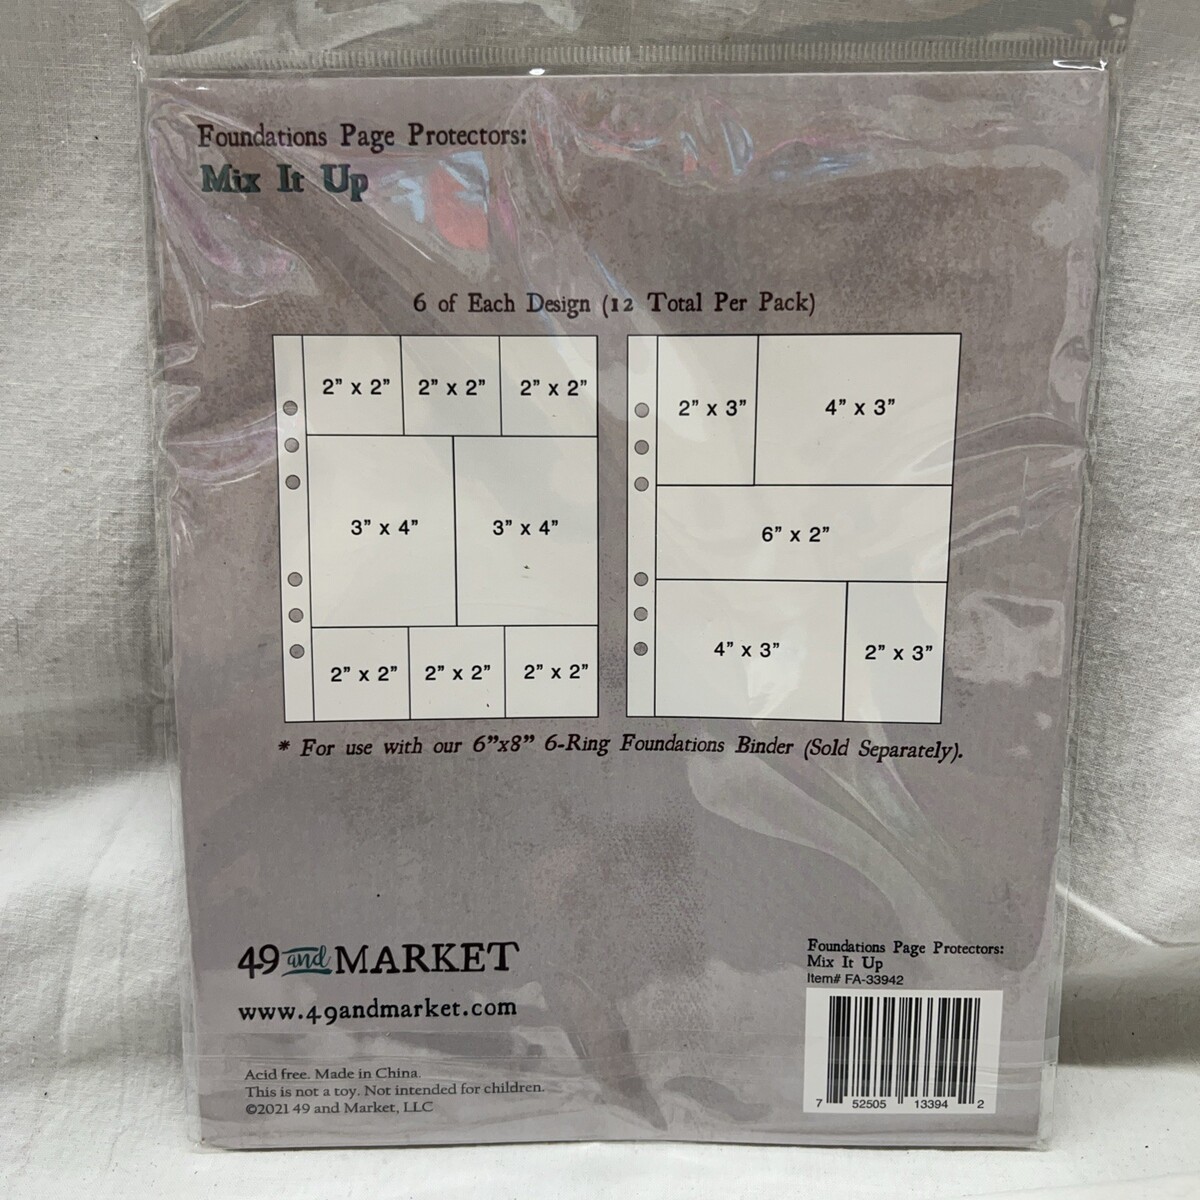 Foundations Page Protectors:
Mix It Up
6 of Each Design (12 Total Per Pack)
2” x 2” 2” x 2” 2” x 2”
3” x 4” 3” x 4”
2” x 2” 2” x 2” 2” x 2”
2” x 3” 4” x 3”
6” x 2”
4” x 3” 2” x 3”
* For use with our 6”x8” 6-Ring Foundations Binder (Sold Separately).
49 and MARKET
www.49andmarket.com
Acid free. Made in China.
This is not a toy. Not intended for children.
©2021 49 and Market, LLC
Foundations Page Protectors:
Mix It Up
Item# FA-33942
7 52505 13394 2